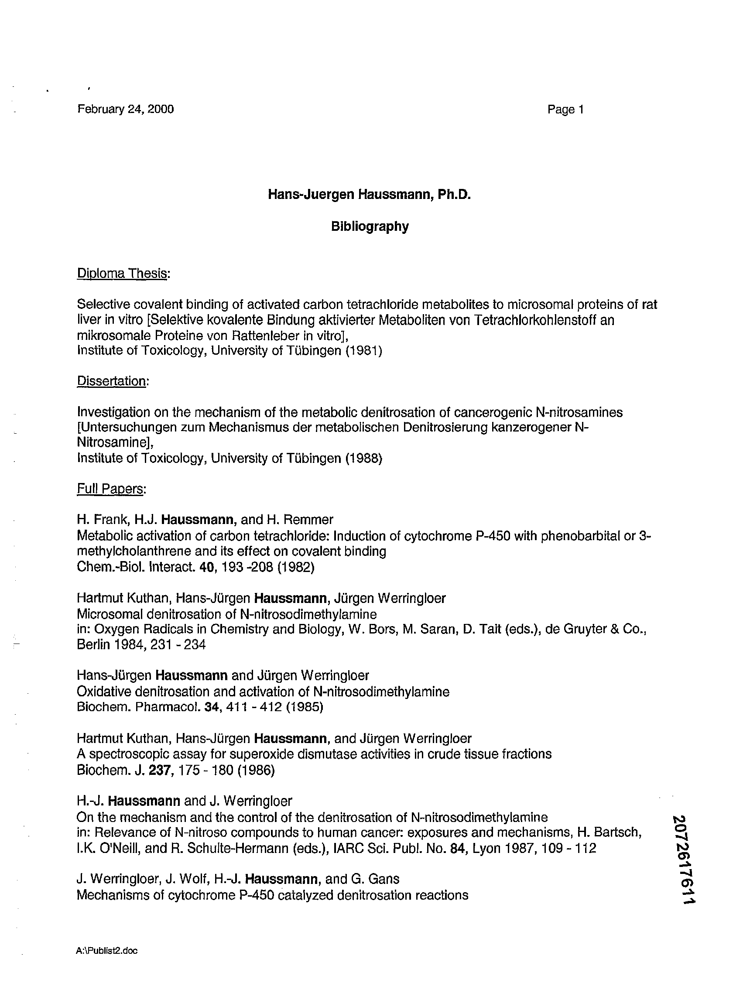 February 24, 2000 Page 1
Hans-Juergen Haussmann, Ph.D.
Bibliography
Diploma Thesis:
Selective covalent binding of activated carbon tetrachloride metabolites to microsomal proteins of rat
liver in vitro [Selektive kovalente Bindung aktivierter Metaboliten von Tetrachlorkohlenstoff an
mikrosomale Proteine von Rattenleber in vitro],
Institute of Toxicology, University of Tübingen (1981)
Dissertation:
Investigation on the mechanism of the metabolic denitrosation of cancerogenic N-nitrosamines
[Untersuchungen zum Mechanismus der metabolischen Denitrosierung kanzerogener N-
Nitrosamine],
Institute of Toxicology, University of Tübingen (1988)
Full Papers:
H. Frank, H.J. Haussmann, and H. Remmer
Metabolic activation of carbon tetrachloride: Induction of cytochrome P-450 with phenobarbital or 3-
methylcholanthrene and its effect on covalent binding
Chem.-Biol. Interact. 40, 193 -208 (1982)
Hartmut Kuthan, Hans-Jürgen Haussmann, Jürgen Werringloer
Microsomal denitrosation of N-nitrosodimethylamine
in: Oxygen Radicals in Chemistry and Biology, W. Bors, M. Saran, D. Tait (eds.), de Gruyter & Co.,
Berlin 1984, 231 - 234
Hans-Jürgen Haussmann and Jürgen Werringloer
Oxidative denitrosation and activation of N-nitrosodimethylamine
Biochem. Pharmacol. 34, 411 - 412 (1985)
Hartmut Kuthan, Hans-Jürgen Haussmann, and Jürgen Werringloer
A spectroscopic assay for superoxide dismutase activities in crude tissue fractions
Biochem. J. 237, 175 - 180 (1986)
H.-J. Haussmann and J. Werringloer
On the mechanism and the control of the denitrosation of N-nitrosodimethylamine
in: Relevance of N-nitroso compounds to human cancer: exposures and mechanisms, H. Bartsch,
I.K. O'Neill, and R. Schulte-Hermann (eds.), IARC Sci. Publ. No. 84, Lyon 1987, 109 - 112
J. Werringloer, J. Wolf, H.-J. Haussmann, and G. Gans
Mechanisms of cytochrome P-450 catalyzed denitrosation reactions
A:\Publist2.doc
2072617611